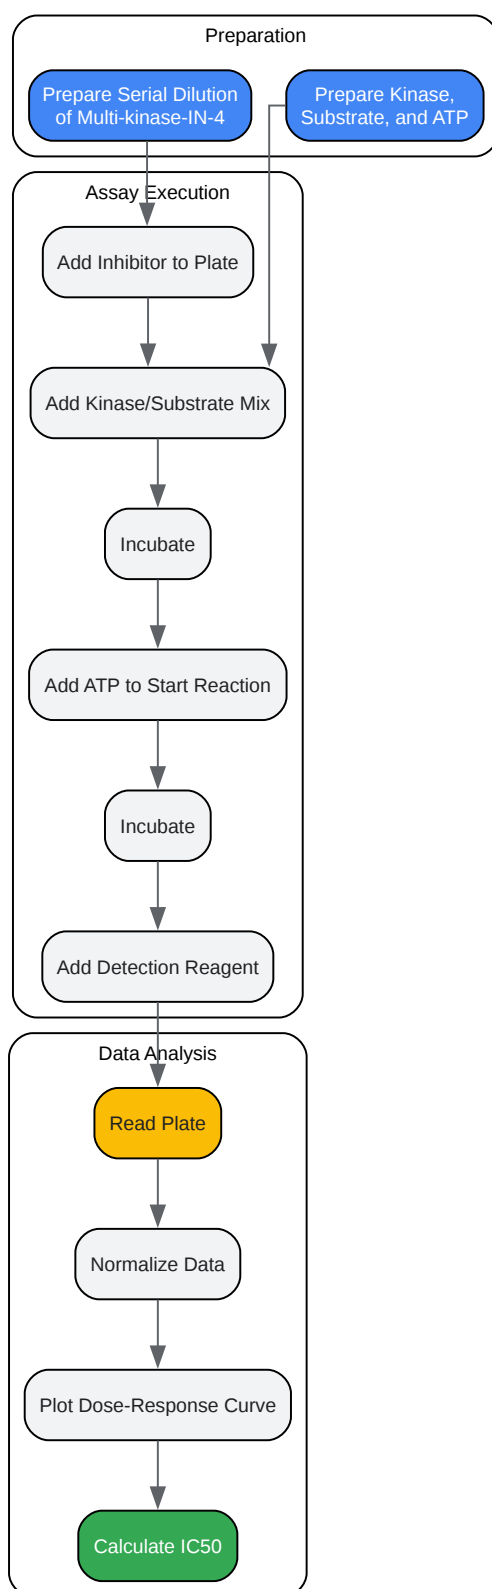 Preparation
Prepare Serial Dilution
of Multi-kinase-IN-4
Prepare Kinase,
Substrate, and ATP
Assay Execution
Add Inhibitor to Plate
Add Kinase/Substrate Mix
Incubate
Add ATP to Start Reaction
Incubate
Add Detection Reagent
Data Analysis
Read Plate
Normalize Data
Plot Dose-Response Curve
Calculate IC50